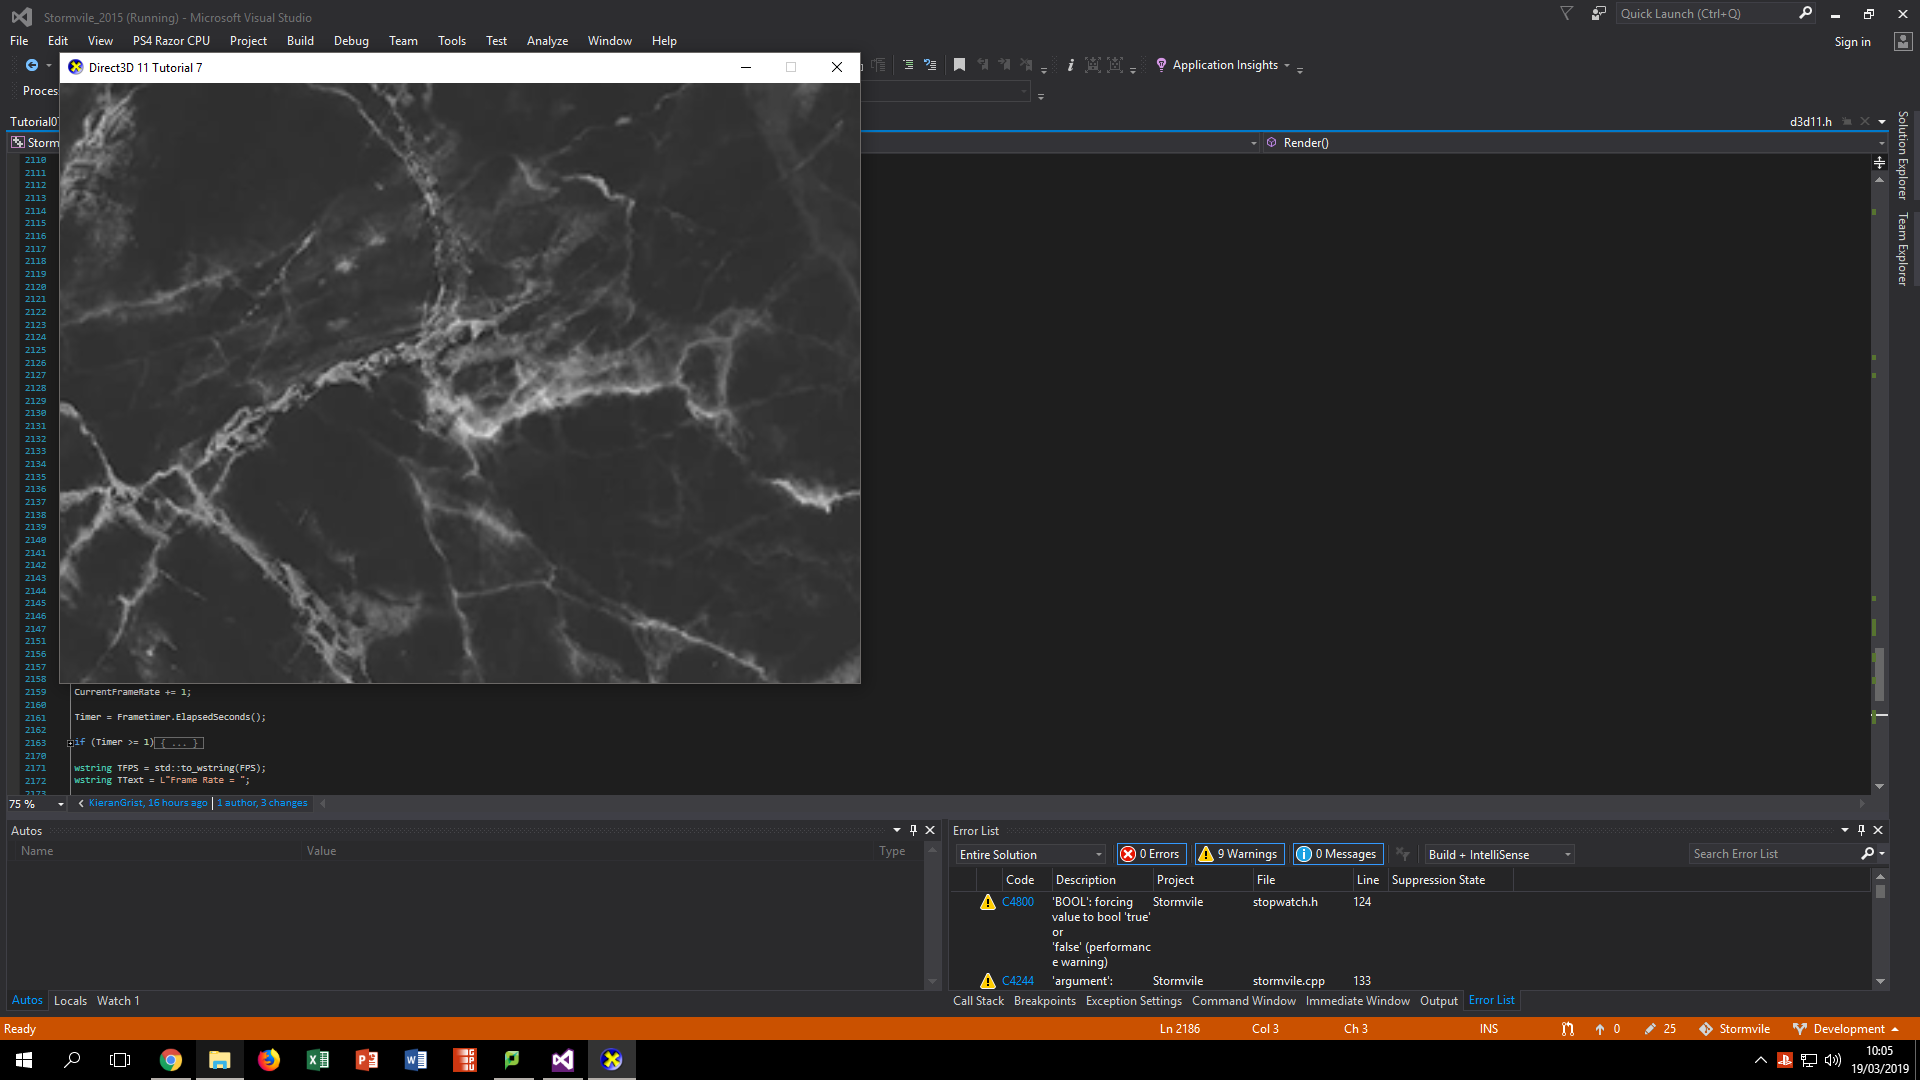 Stormvile_2015 (Running) - Microsoft Visual Studio
Quick Launch (Ctrl+Q)
File Edit View PS4 Razor CPU Project Build Debug Team Tools Test Analyze Window Help
Sign in
Direct3D 11 Tutorial 7
Application Insights
Proces
Tutorial0
d3d11.h
Storm
Render()
Solution Explorer
Team Explorer
2110
2111
2112
2113
2114
2115
2116
2117
2118
2119
2120
2121
2122
2123
2124
2125
2126
2127
2128
2129
2130
2131
2132
2133
2134
2135
2136
2137
2138
2139
2140
2141
2142
2143
2144
2145
2146
2147
2151
2156
2157
2158
2159 CurrentFrameRate += 1;
2160
2161 Timer = Frametimer.ElapsedSeconds();
2162
2163 if (Timer >= 1){ ... }
2170
2171 wstring TFPS = std::to_wstring(FPS);
2172 wstring TText = L"Frame Rate = ";
2173
75 % KieranGrist, 16 hours ago | 1 author, 3 changes
Autos
Name Value Type
Autos Locals Watch 1
Error List
Entire Solution 0 Errors 9 Warnings 0 Messages Build + IntelliSense Search Error List
Code Description Project File Line Suppression State
C4800 'BOOL': forcing Stormvile stopwatch.h 124
value to bool 'true'
or
'false' (performanc
e warning)
C4244 'argument': Stormvile stormvile.cpp 133
Call Stack Breakpoints Exception Settings Command Window Immediate Window Output Error List
Ready Ln 2186 Col 3 Ch 3 INS 0 25 Stormvile Development
10:05
19/03/2019